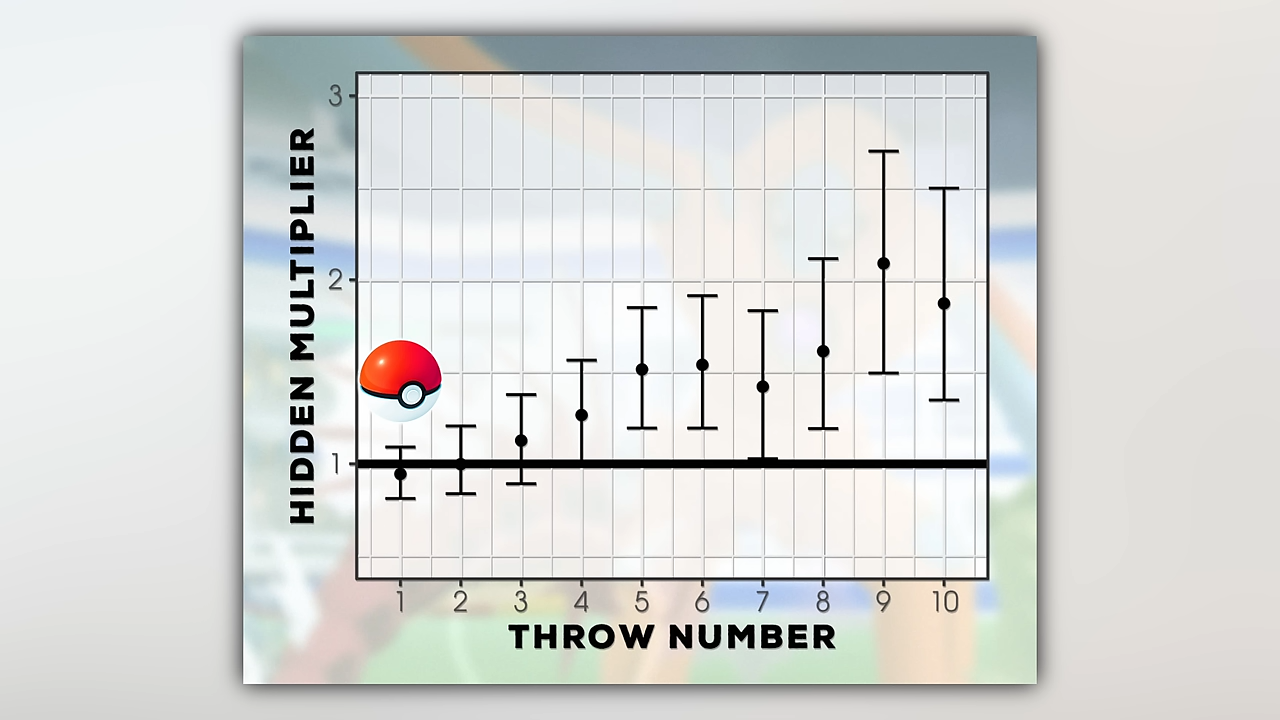 HIDDEN MULTIPLIER
3
2
1
1 2 3 4 5 6 7 8 9 10
THROW NUMBER